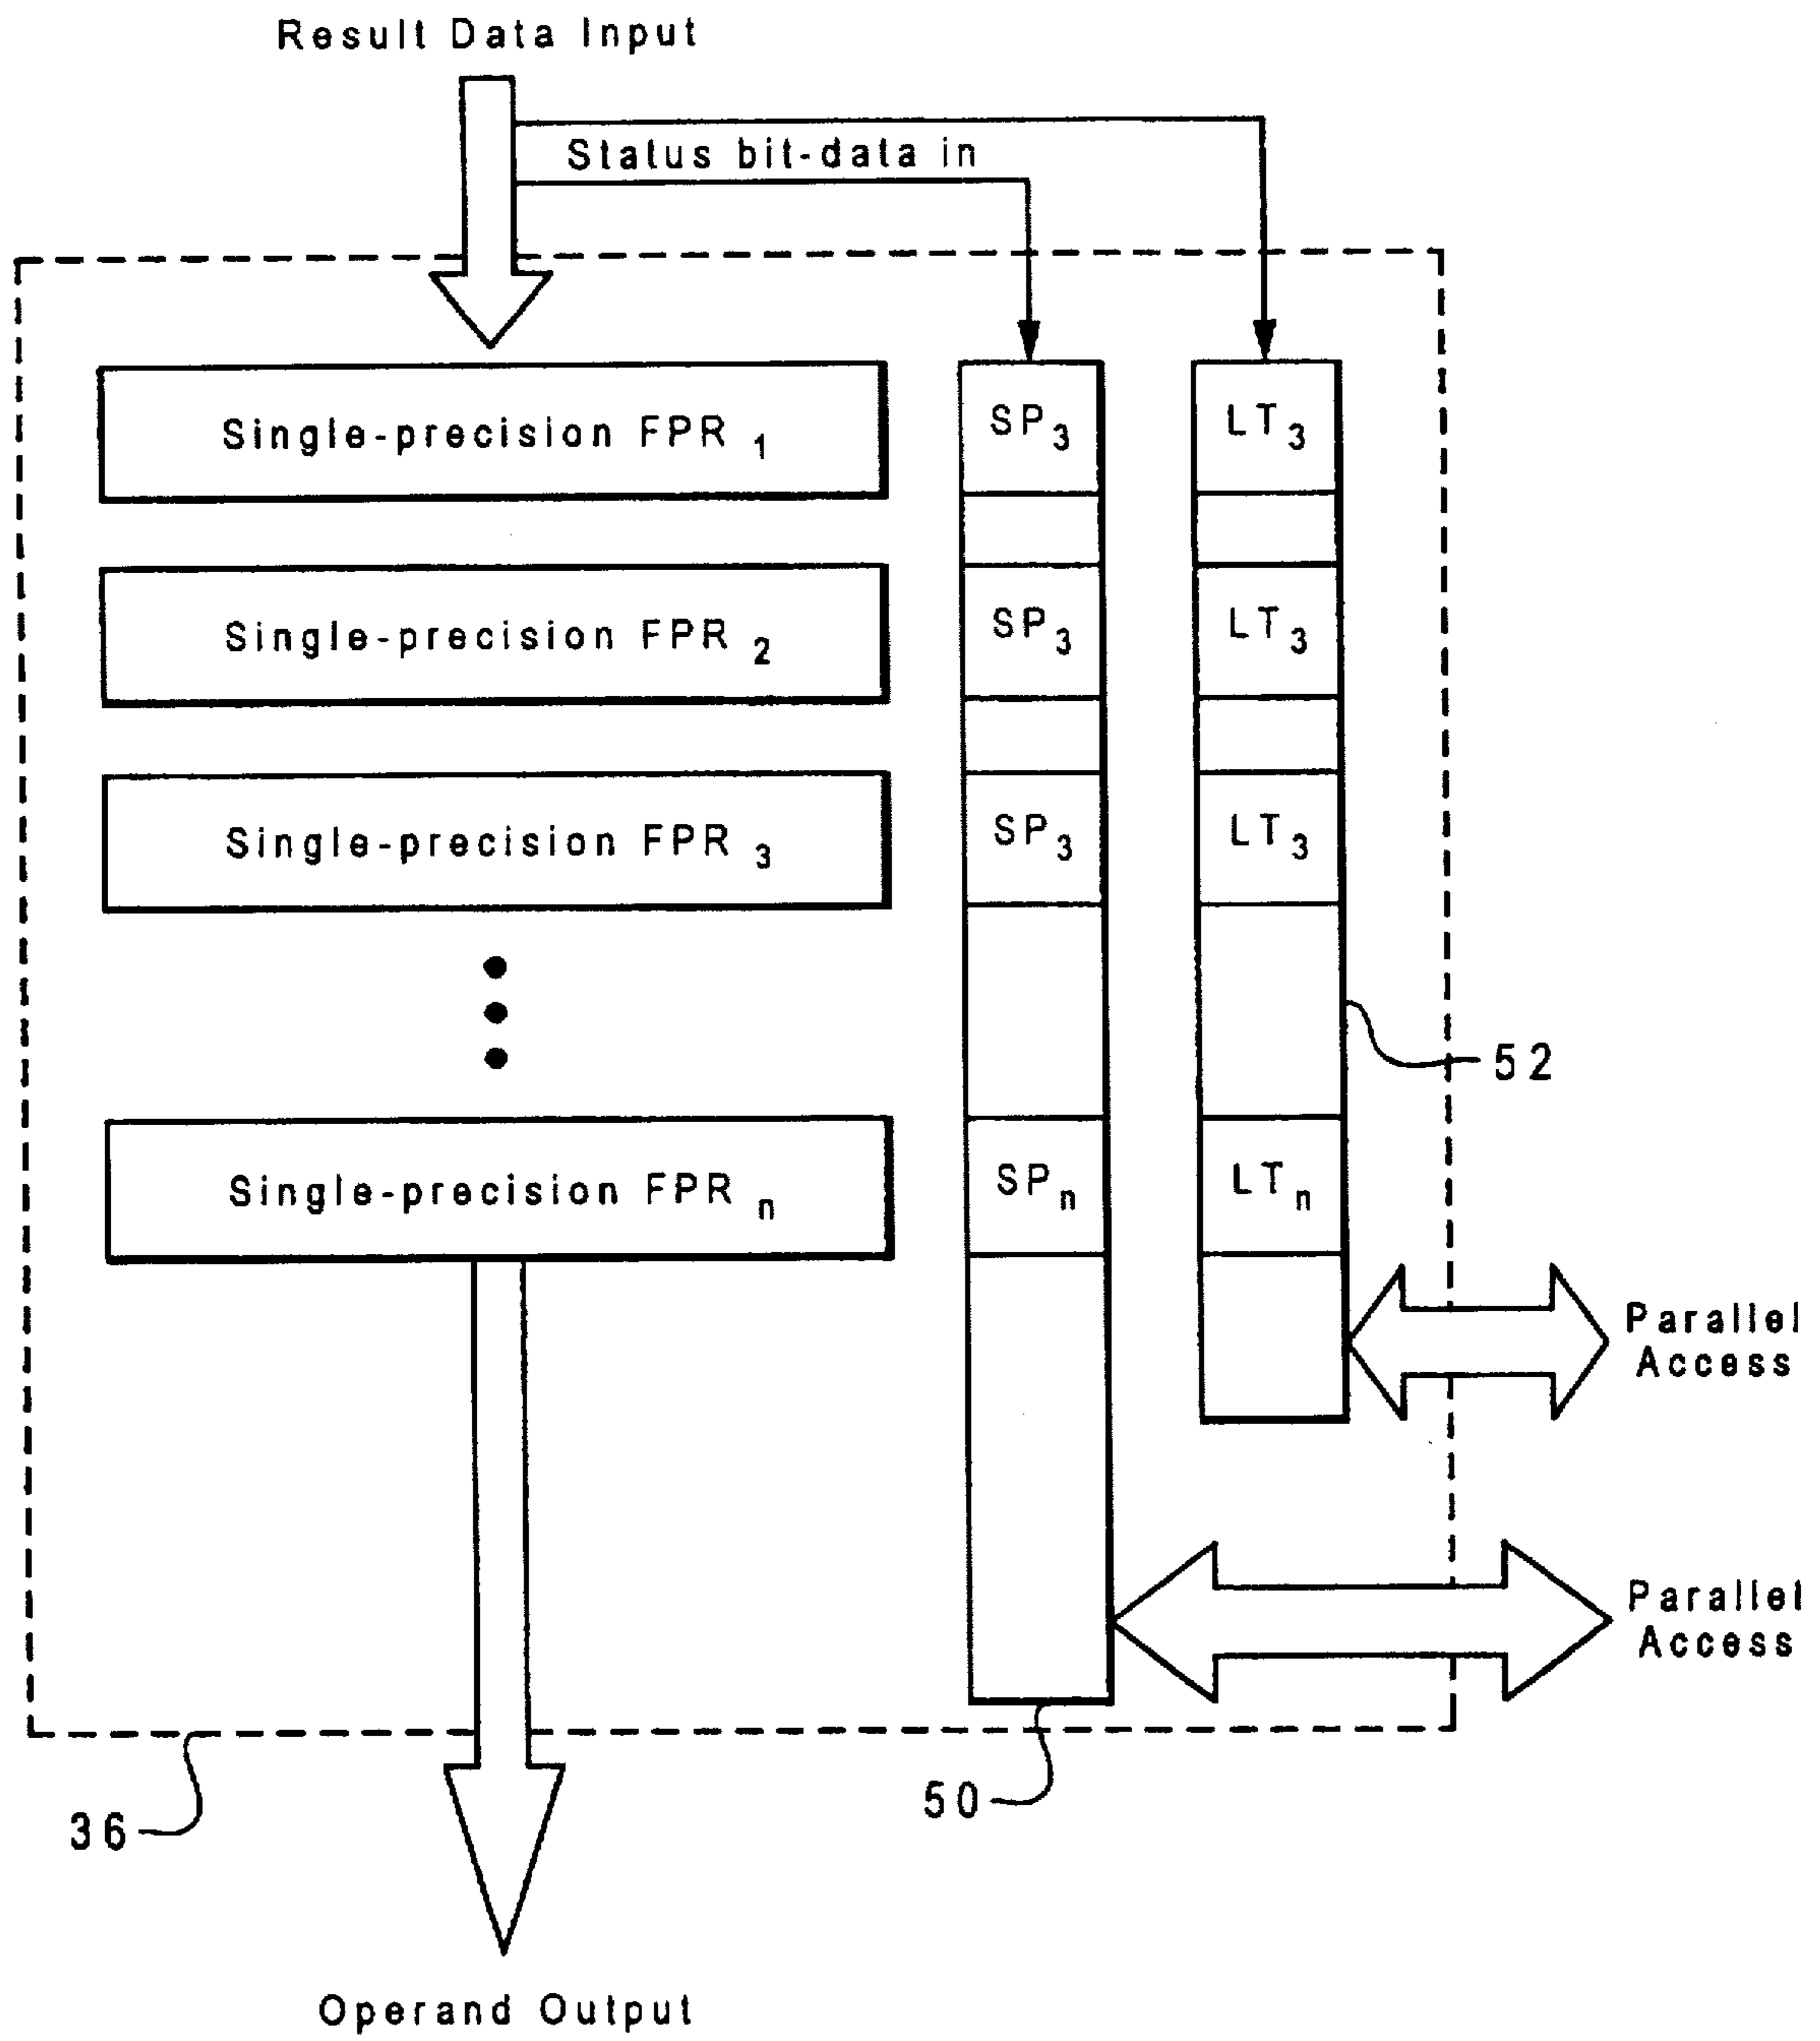 Result Data Input
Status bit-data in
Single-precision FPR 1
SP3
LT3
Single-precision FPR 2
SP3
LT3
Single-precision FPR 3
SP3
LT3
52
Single-precision FPR n
SPn
LTn
Parallel
Access
Parallel
Access
50
36
Operand Output